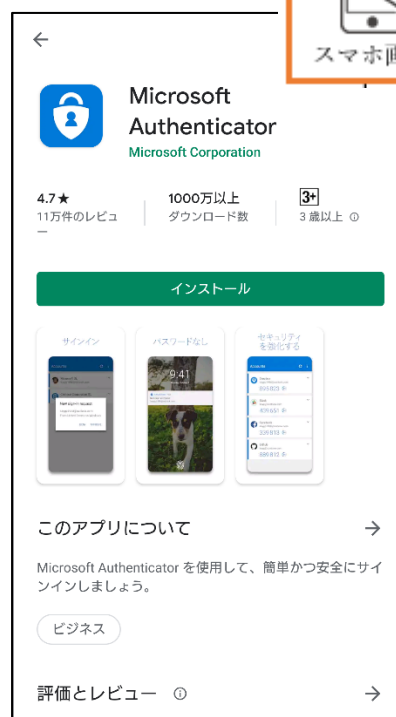 スマホ画
Microsoft
Authenticator
Microsoft Corporation
4.7★
11万件のレビュ
ー
1000万以上
ダウンロード数
3+
3 歳以上
インストール
サインイン
パスワードなし
セキュリティ
を強化する
9:41
このアプリについて
Microsoft Authenticator を使用して、簡単かつ安全にサイ
ンインしましょう。
ビジネス
評価とレビュー